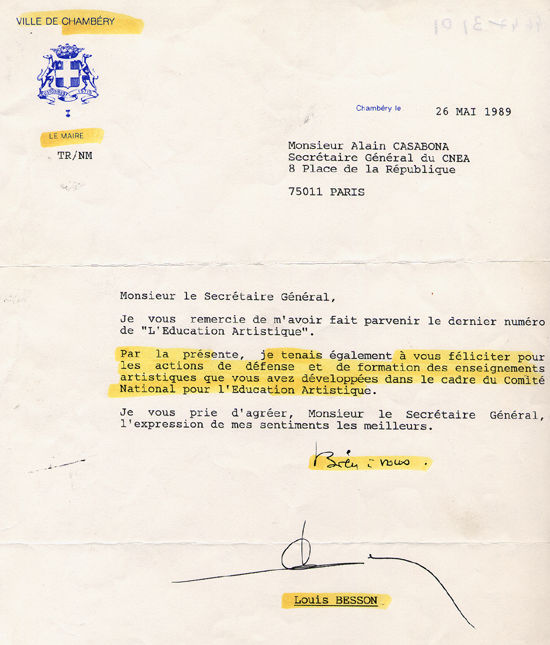 VILLE DE CHAMBÉRY
LE MAIRE
TR/NM
Chambéry le 26 MAI 1989
Monsieur Alain CASABONA
Secrétaire Général du CNEA
8 Place de la République
75011 PARIS
Monsieur le Secrétaire Général,
Je vous remercie de m'avoir fait parvenir le dernier numéro
de "L'Education Artistique".
Par la présente, je tenais également à vous féliciter pour
les actions de défense et de formation des enseignements
artistiques que vous avez développées dans le cadre du Comité
National pour l'Education Artistique.
Je vous prie d'agréer, Monsieur le Secrétaire Général,
l'expression de mes sentiments les meilleurs.
Bien à vous.
Louis BESSON